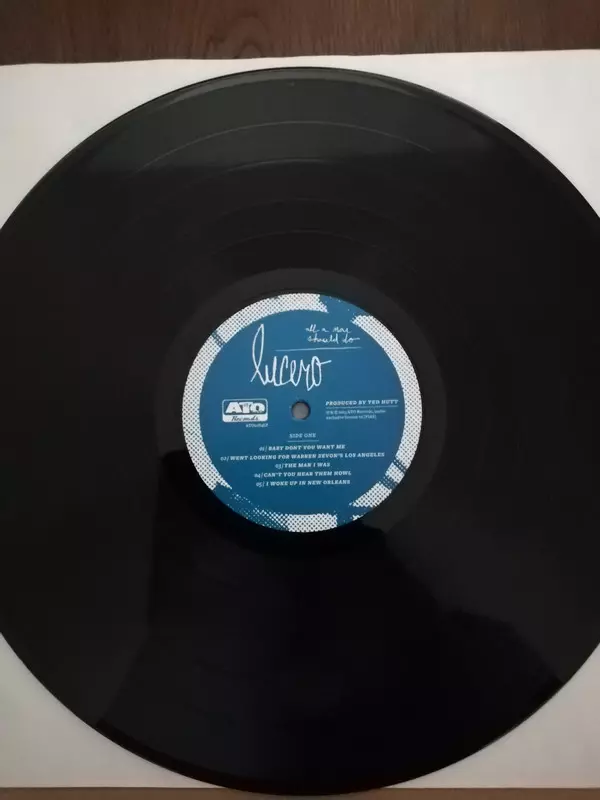 all a man
should do
lucero
ATO
Records
PRODUCED BY TED HUTT
SIDE ONE
01/ BABY DONT YOU WANT ME
02/ WENT LOOKING FOR WARREN ZEVON'S LOS ANGELES
03/ THE MAN I WAS
04/ CAN'T YOU HEAR THEM HOWL
05/ I WOKE UP IN NEW ORLEANS